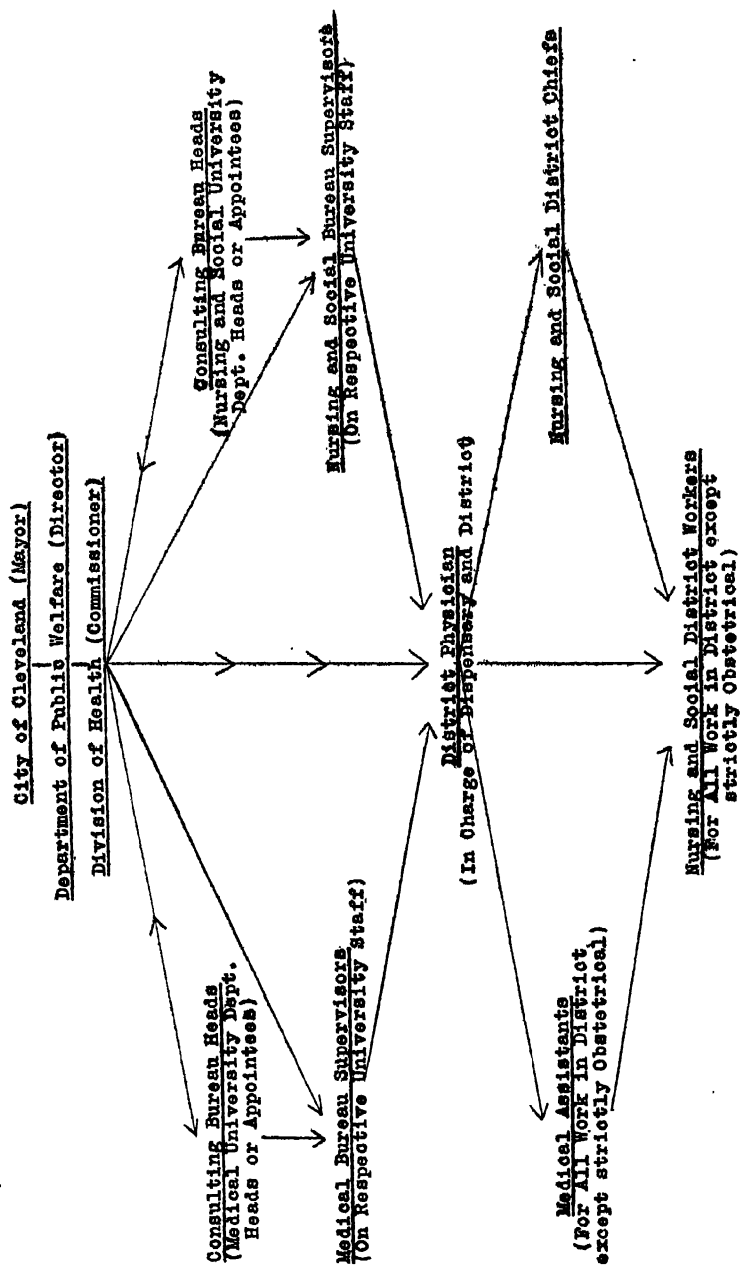 City of Cleveland (Mayor)
Department of Public Welfare (Director)
Division of Health (Commissioner)
Consulting Bureau Heads
(Medical University Dept.
Heads or Appointees)
Consulting Bureau Heads
(Nursing and Social University
Dept. Heads or Appointees)
Medical Bureau Supervisors
(On Respective University Staff)
Nursing and Social Bureau Supervisors
(On Respective University Staff)
District Physician
(In Charge of Dispensary and District)
Medical Assistants
(For All Work in District
except strictly Obstetrical)
Nursing and Social District Chiefs
Nursing and Social District Workers
(For All Work in District except
strictly Obstetrical)